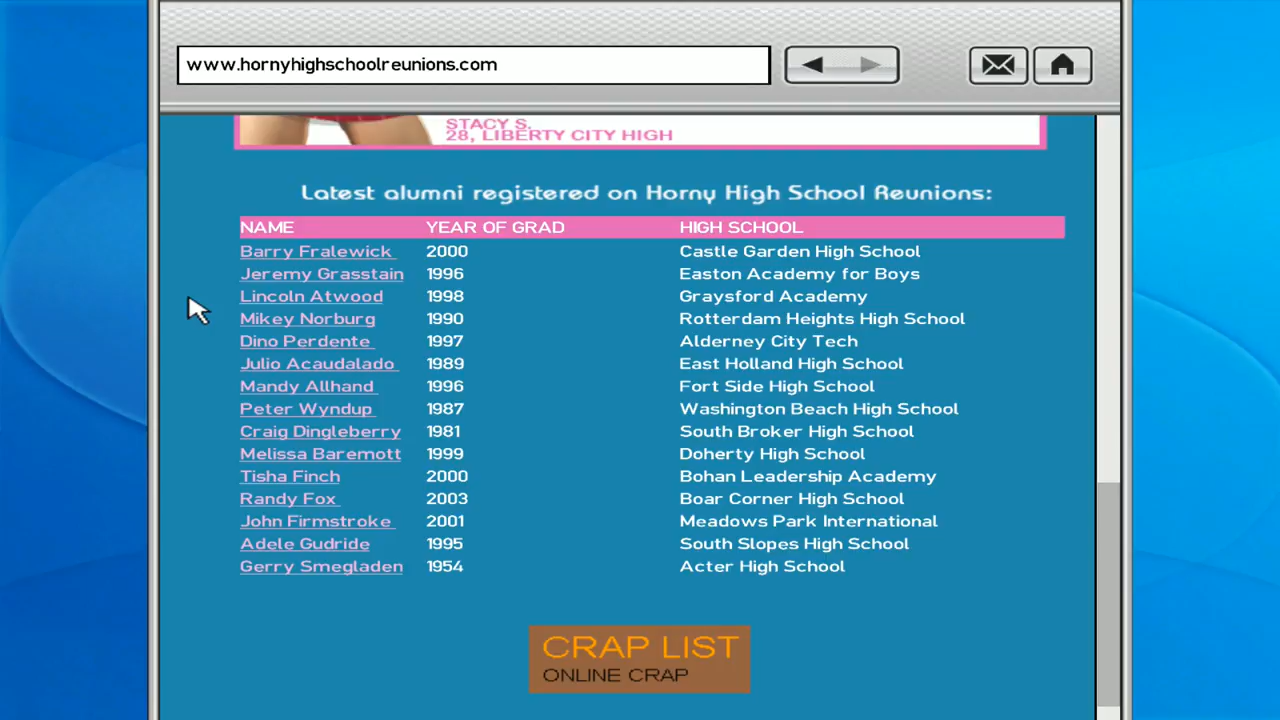 www.hornyhighschoolreunions.com
STACY S.
28, LIBERTY CITY HIGH
Latest alumni registered on Horny High School Reunions:
NAME YEAR OF GRAD HIGH SCHOOL
Barry Fralewick 2000 Castle Garden High School
Jeremy Grasstain 1996 Easton Academy for Boys
Lincoln Atwood 1998 Graysford Academy
Mikey Norburg 1990 Rotterdam Heights High School
Dino Perdente 1997 Alderney City Tech
Julio Acaudalado 1989 East Holland High School
Mandy Allhand 1996 Fort Side High School
Peter Wyndup 1987 Washington Beach High School
Craig Dingleberry 1981 South Broker High School
Melissa Baremott 1999 Doherty High School
Tisha Finch 2000 Bohan Leadership Academy
Randy Fox 2003 Boar Corner High School
John Firmstroke 2001 Meadows Park International
Adele Gudride 1995 South Slopes High School
Gerry Smegladen 1954 Acter High School
CRAP LIST
ONLINE CRAP